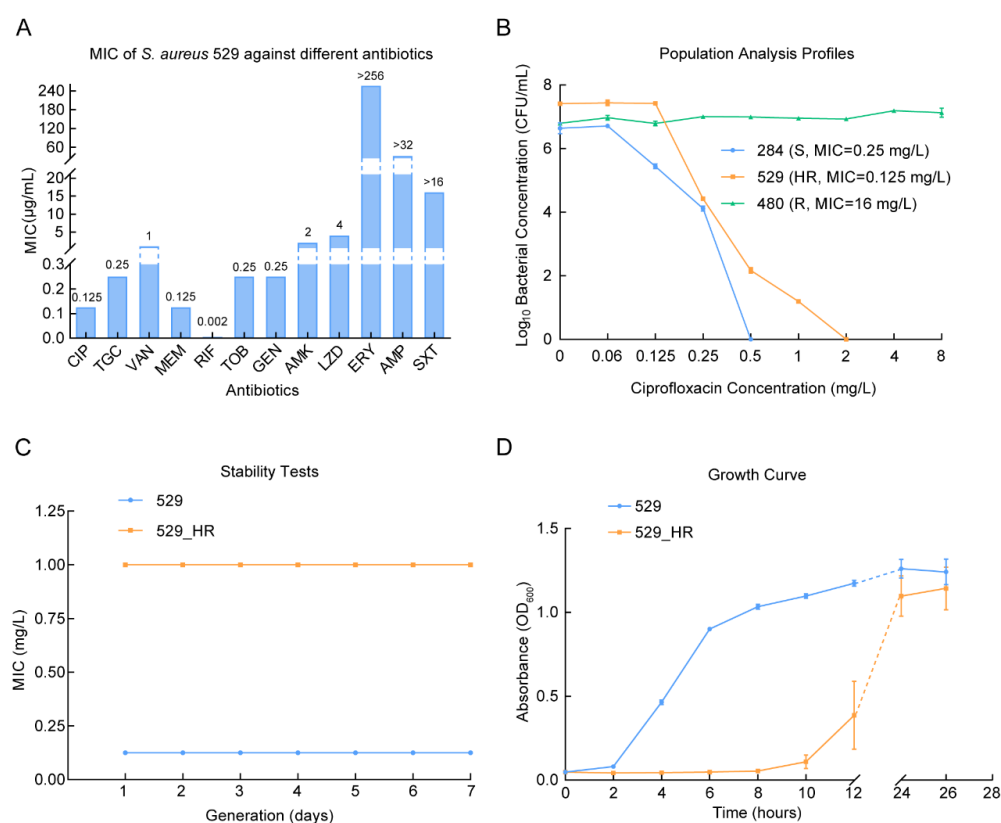 A
MIC of S. aureus 529 against different antibiotics
MIC(μg/mL)
240
180
120
60
20
15
10
5
0.3
0.2
0.1
0.0
0.125
0.25
1
0.125
0.002
0.25
0.25
2
4
>256
>32
>16
CIP
TGC
VAN
MEM
RIF
TOB
GEN
AMK
LZD
ERY
AMP
SXT
Antibiotics
B
Population Analysis Profiles
Log10 Bacterial Concentration (CFU/mL)
8
6
4
2
0
284 (S, MIC=0.25 mg/L)
529 (HR, MIC=0.125 mg/L)
480 (R, MIC=16 mg/L)
0 0.06 0.125 0.25 0.5 1 2 4 8
Ciprofloxacin Concentration (mg/L)
C
Stability Tests
529
529_HR
MIC (mg/L)
1.25
1.00
0.75
0.50
0.25
0.00
1 2 3 4 5 6 7
Generation (days)
D
Growth Curve
529
529_HR
Absorbance (OD600)
1.5
1.0
0.5
0.0
0 2 4 6 8 10 12 24 26 28
Time (hours)